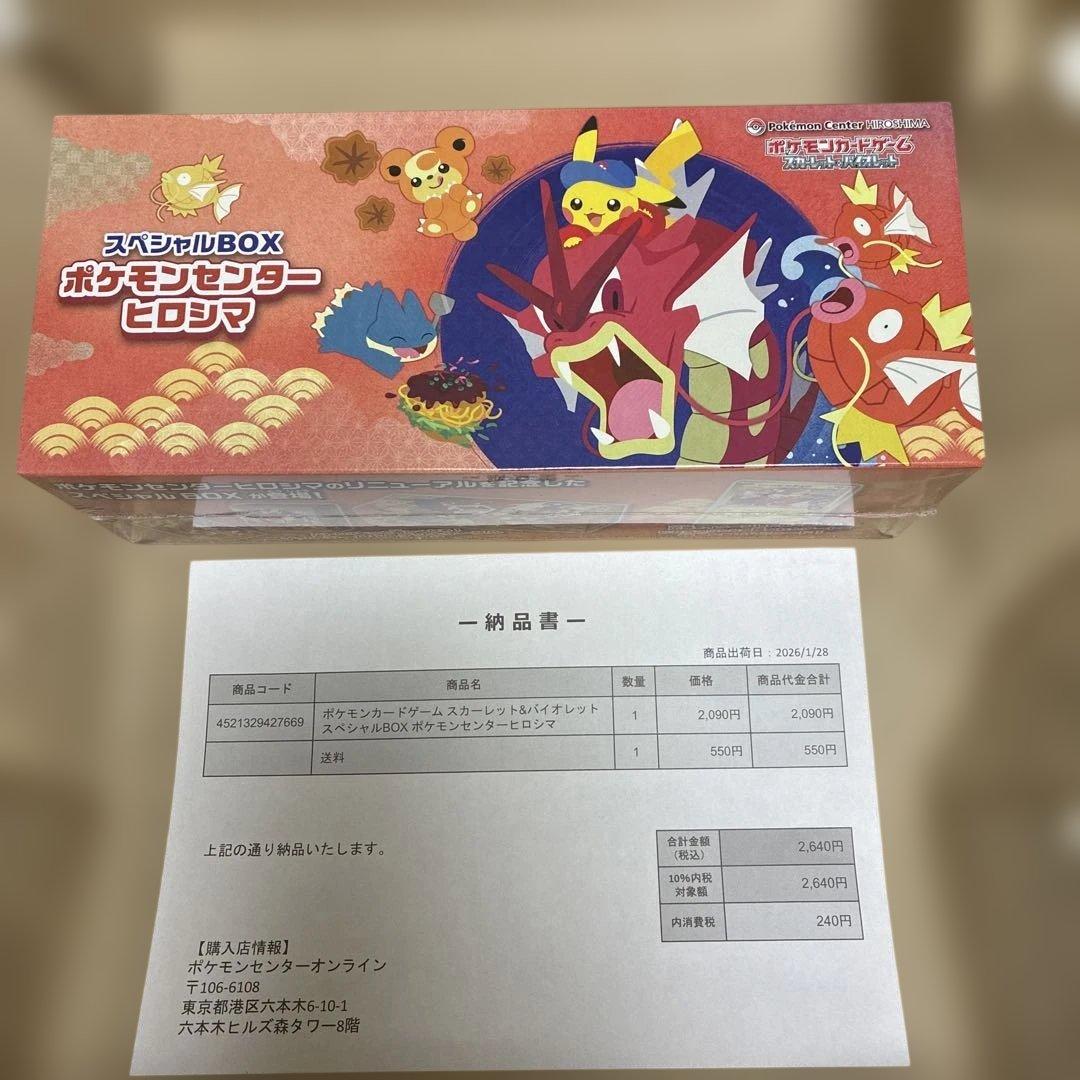 Pokémon Center HIROSHIMA
ポケモンカードゲーム
スカーレット&バイオレット
スペシャルBOX
ポケモンセンター
ヒロシマ
ポケモンセンターヒロシマのリニューアルを記念した
スペシャルBOXが登場!
ー納品書ー
商品出荷日:2026/1/28
商品コード 商品名 数量 価格 商品代金合計
4521329427669 ポケモンカードゲーム スカーレット&バイオレット 1 2,090円 2,090円
スペシャルBOX ポケモンセンターヒロシマ
送料 1 550円 550円
上記の通り納品いたします。
合計金額 2,640円
(税込)
10%内税 2,640円
対象額
内消費税 240円
【購入店情報】
ポケモンセンターオンライン
〒106-6108
東京都港区六本木6-10-1
六本木ヒルズ森タワー8階